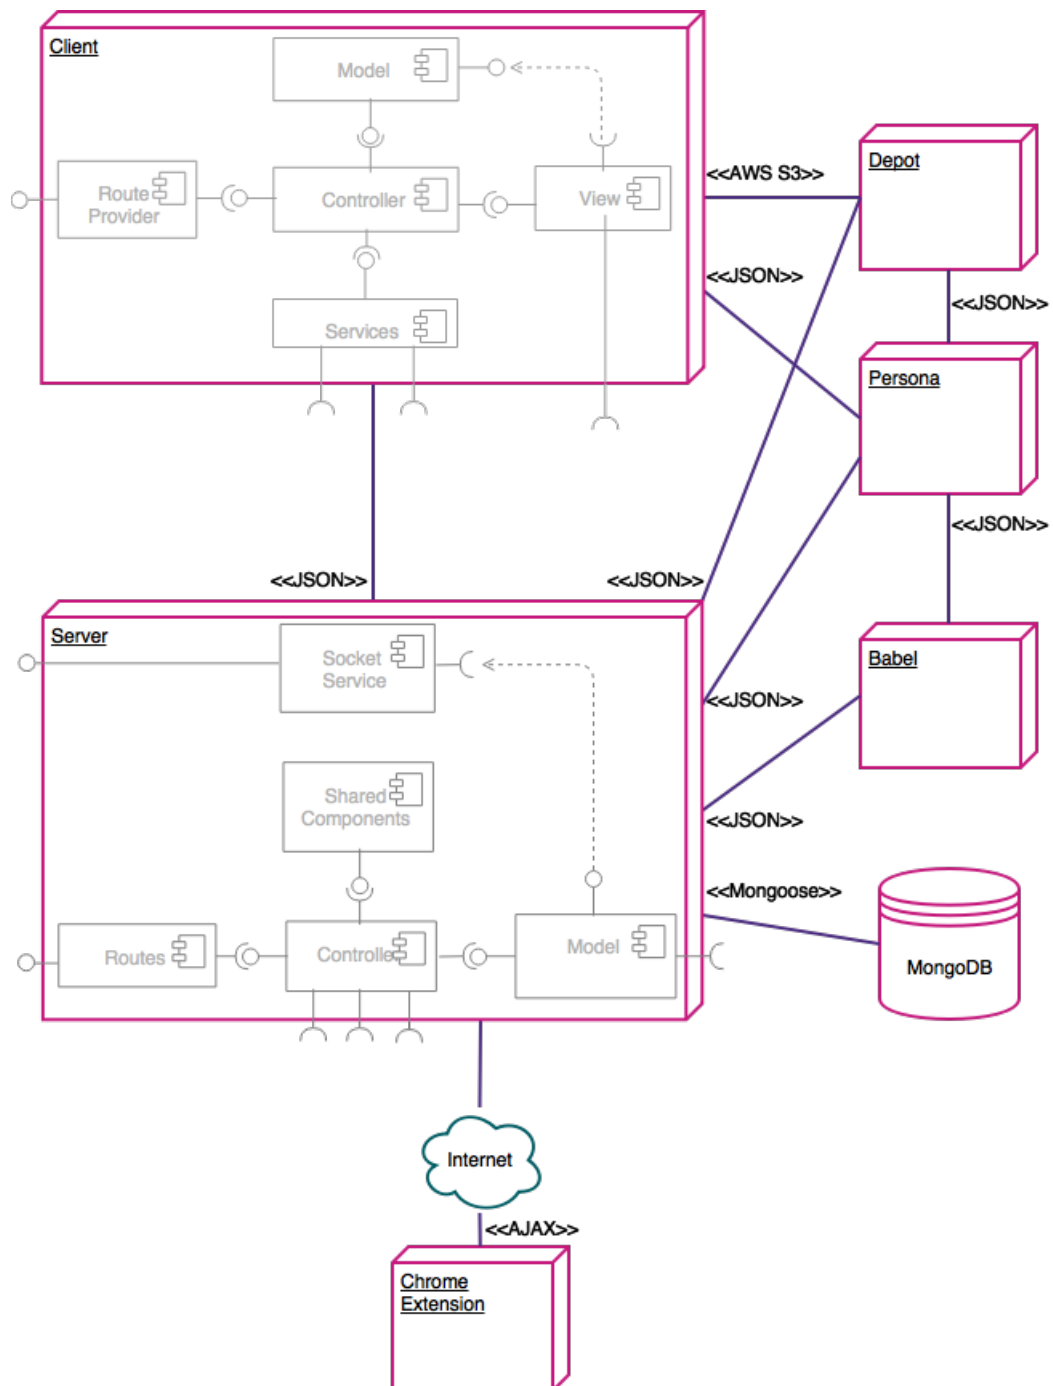 Client
Model
Route
Provider
Controller
View
Services
<<AWS S3>>
Depot
<<JSON>>
<<JSON>>
Persona
<<JSON>>
<<JSON>>
<<JSON>>
Server
Socket
Service
Babel
<<JSON>>
Shared
Components
<<JSON>>
<<Mongoose>>
Routes
Controlle
Model
MongoDB
Internet
<<AJAX>>
Chrome
Extension